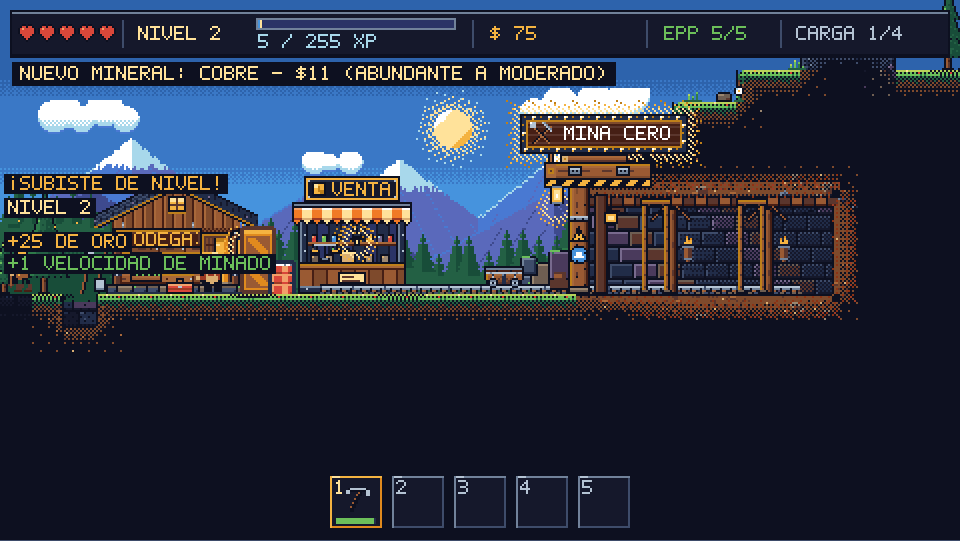 NIVEL 2
5 / 255 XP
$ 75
EPP 5/5
CARGA 1/4
NUEVO MINERAL: COBRE - $11 (ABUNDANTE A MODERADO)
MINA CERO
¡SUBISTE DE NIVEL!
VENTA
NIVEL 2
+25 DE ORO
ODEGA
+1 VELOCIDAD DE MINADO
1
2
3
4
5